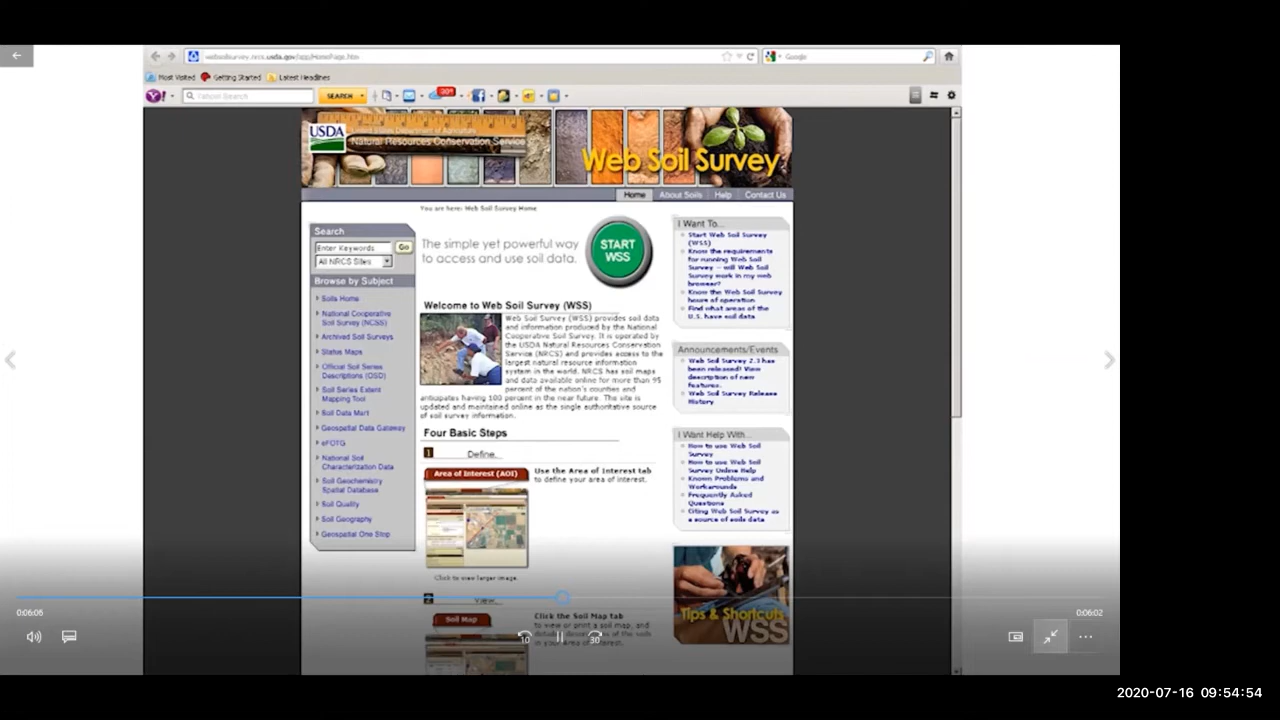 websoilsurvey.nrcs.usda.gov/app/HomePage.htm
Google
Most Visited
Getting Started
Latest Headlines
Y!
Yahoo! Search
SEARCH
USDA
United States Department of Agriculture
Natural Resources Conservation Service
Web Soil Survey
Home
About Soils
Help
Contact Us
You are here: Web Soil Survey Home
Search
Enter Keywords
Go
All NRCS Sites
Browse by Subject
Soils Home
National Cooperative
Soil Survey (NCSS)
Archived Soil Surveys
Status Maps
Official Soil Series
Descriptions (OSD)
Soil Series Extent
Mapping Tool
Soil Data Mart
Geospatial Data Gateway
eFOTG
National Soil
Characterization Data
Soil Geochemistry
Spatial Database
Soil Quality
Soil Geography
Geospatial One Stop
The simple yet powerful way
to access and use soil data.
START
WSS
Welcome to Web Soil Survey (WSS)
Web Soil Survey (WSS) provides soil data
and information produced by the National
Cooperative Soil Survey. It is operated by
the USDA Natural Resources Conservation
Service (NRCS) and provides access to the
largest natural resource information
system in the world. NRCS has soil maps
and data available online for more than 95
percent of the nation's counties and
anticipates having 100 percent in the near future. The site is
updated and maintained online as the single authoritative source
of soil survey information.
Four Basic Steps
1
Define.
Area of Interest (AOI)
Use the Area of Interest tab
to define your area of interest.
Click to view larger image.
2
View.
Soil Map
Click the Soil Map tab
to view or print a soil map, and
detailed descriptions of the soils
in your Area of Interest.
I Want To...
Start Web Soil Survey
(WSS)
Know the requirements
for running Web Soil
Survey — will Web Soil
Survey work in my web
browser?
Know the Web Soil Survey
hours of operation
Find what areas of the
U.S. have soil data
Announcements/Events
Web Soil Survey 2.3 has
been released! View
description of new
features.
Web Soil Survey Release
History
I Want Help With...
How to use Web Soil
Survey
How to use Web Soil
Survey Online Help
Known Problems and
Workarounds
Frequently Asked
Questions
Citing Web Soil Survey as
a source of soils data
Tips & Shortcuts
WSS
0:06:06
0:06:02
10
30
2020-07-16 09:54:54